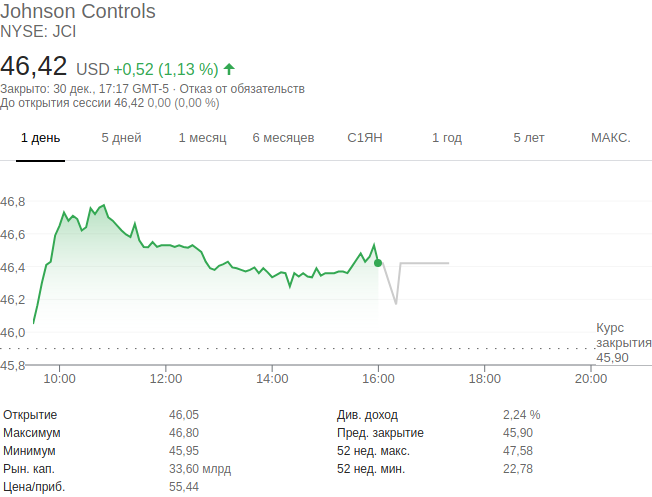 Johnson Controls
NYSE: JCI
46,42 USD +0,52 (1,13 %)
Закрыто: 30 дек., 17:17 GMT-5 · Отказ от обязательств
До открытия сессии 46,42 0,00 (0,00 %)
1 день 5 дней 1 месяц 6 месяцев С1ЯН 1 год 5 лет МАКС.
46,8
46,6
46,4
46,2
46,0
45,8
Курс
закрытия
45,90
10:00 12:00 14:00 16:00 18:00 20:00
Открытие 46,05 Див. доход 2,24 %
Максимум 46,80 Пред. закрытие 45,90
Минимум 45,95 52 нед. макс. 47,58
Рын. кап. 33,60 млрд 52 нед. мин. 22,78
Цена/приб. 55,44